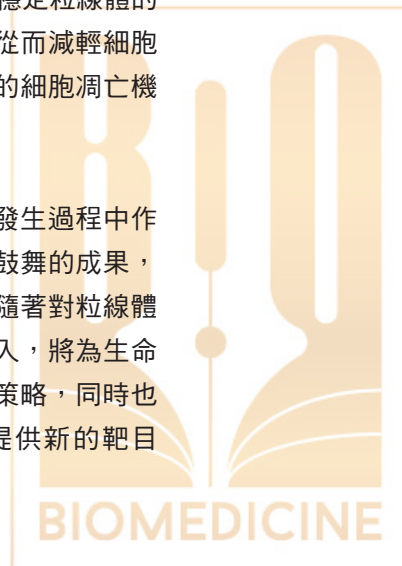 穩定粒線體的
從而減輕細胞
的細胞凋亡機
發生過程中作
鼓舞的成果，
隨著對粒線體
入，將為生命
策略，同時也
提供新的靶目
BIO
BIOMEDICINE